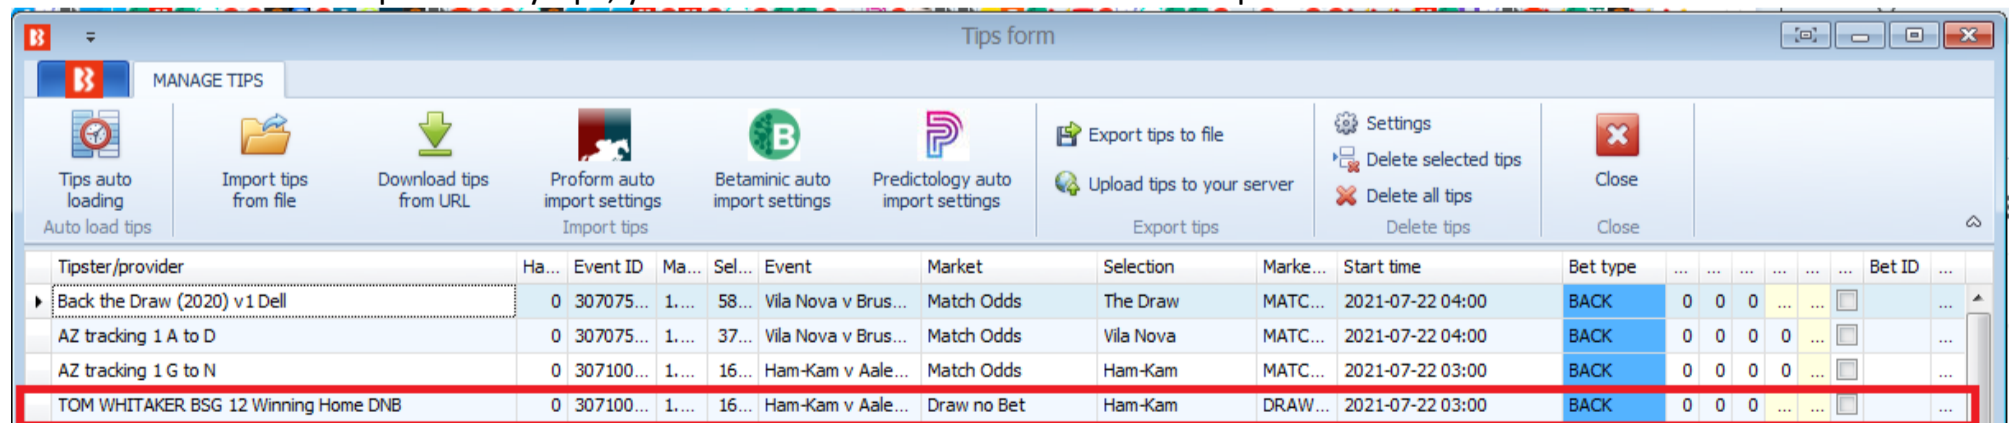 Tips form
MANAGE TIPS
Tips auto loading
Import tips from file
Download tips from URL
Proform auto import settings
Betaminic auto import settings
Predictology auto import settings
Export tips to file
Upload tips to your server
Settings
Delete selected tips
Delete all tips
Close
Auto load tips
Import tips
Export tips
Delete tips
Close
Tipster/provider Ha... Event ID Ma... Sel... Event Market Selection Marke... Start time Bet type ... ... ... ... ... ... Bet ID ...
Back the Draw (2020) v1 Dell 0 307075... 1.... 58... Vila Nova v Brus... Match Odds The Draw MATC... 2021-07-22 04:00 BACK 0 0 0 ... ... ...
AZ tracking 1 A to D 0 307075... 1.... 37... Vila Nova v Brus... Match Odds Vila Nova MATC... 2021-07-22 04:00 BACK 0 0 0 0 ... ...
AZ tracking 1 G to N 0 307100... 1.... 16... Ham-Kam v Aale... Match Odds Ham-Kam MATC... 2021-07-22 03:00 BACK 0 0 0 0 ... ...
TOM WHITAKER BSG 12 Winning Home DNB 0 307100... 1.... 16... Ham-Kam v Aale... Draw no Bet Ham-Kam DRAW... 2021-07-22 03:00 BACK 0 0 0 ... ... ...